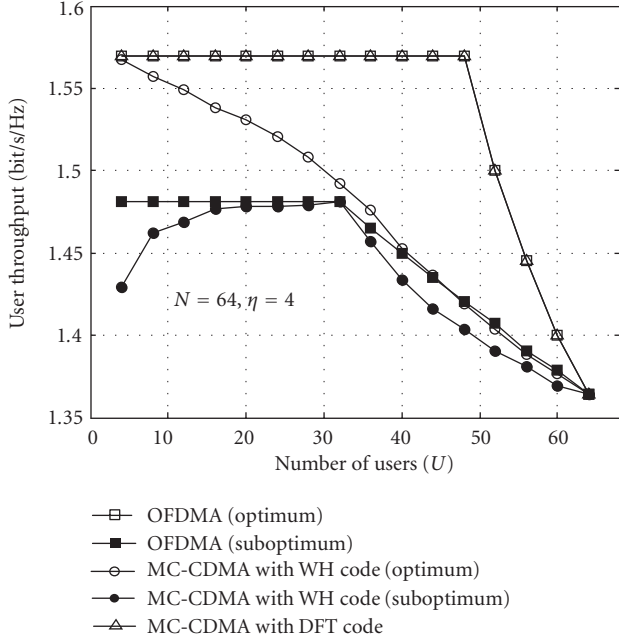 1.6
1.55
1.5
1.45
1.4
1.35
User throughput (bit/s/Hz)
N = 64, η = 4
0 10 20 30 40 50 60
Number of users (U)
OFDMA (optimum)
OFDMA (suboptimum)
MC-CDMA with WH code (optimum)
MC-CDMA with WH code (suboptimum)
MC-CDMA with DFT code